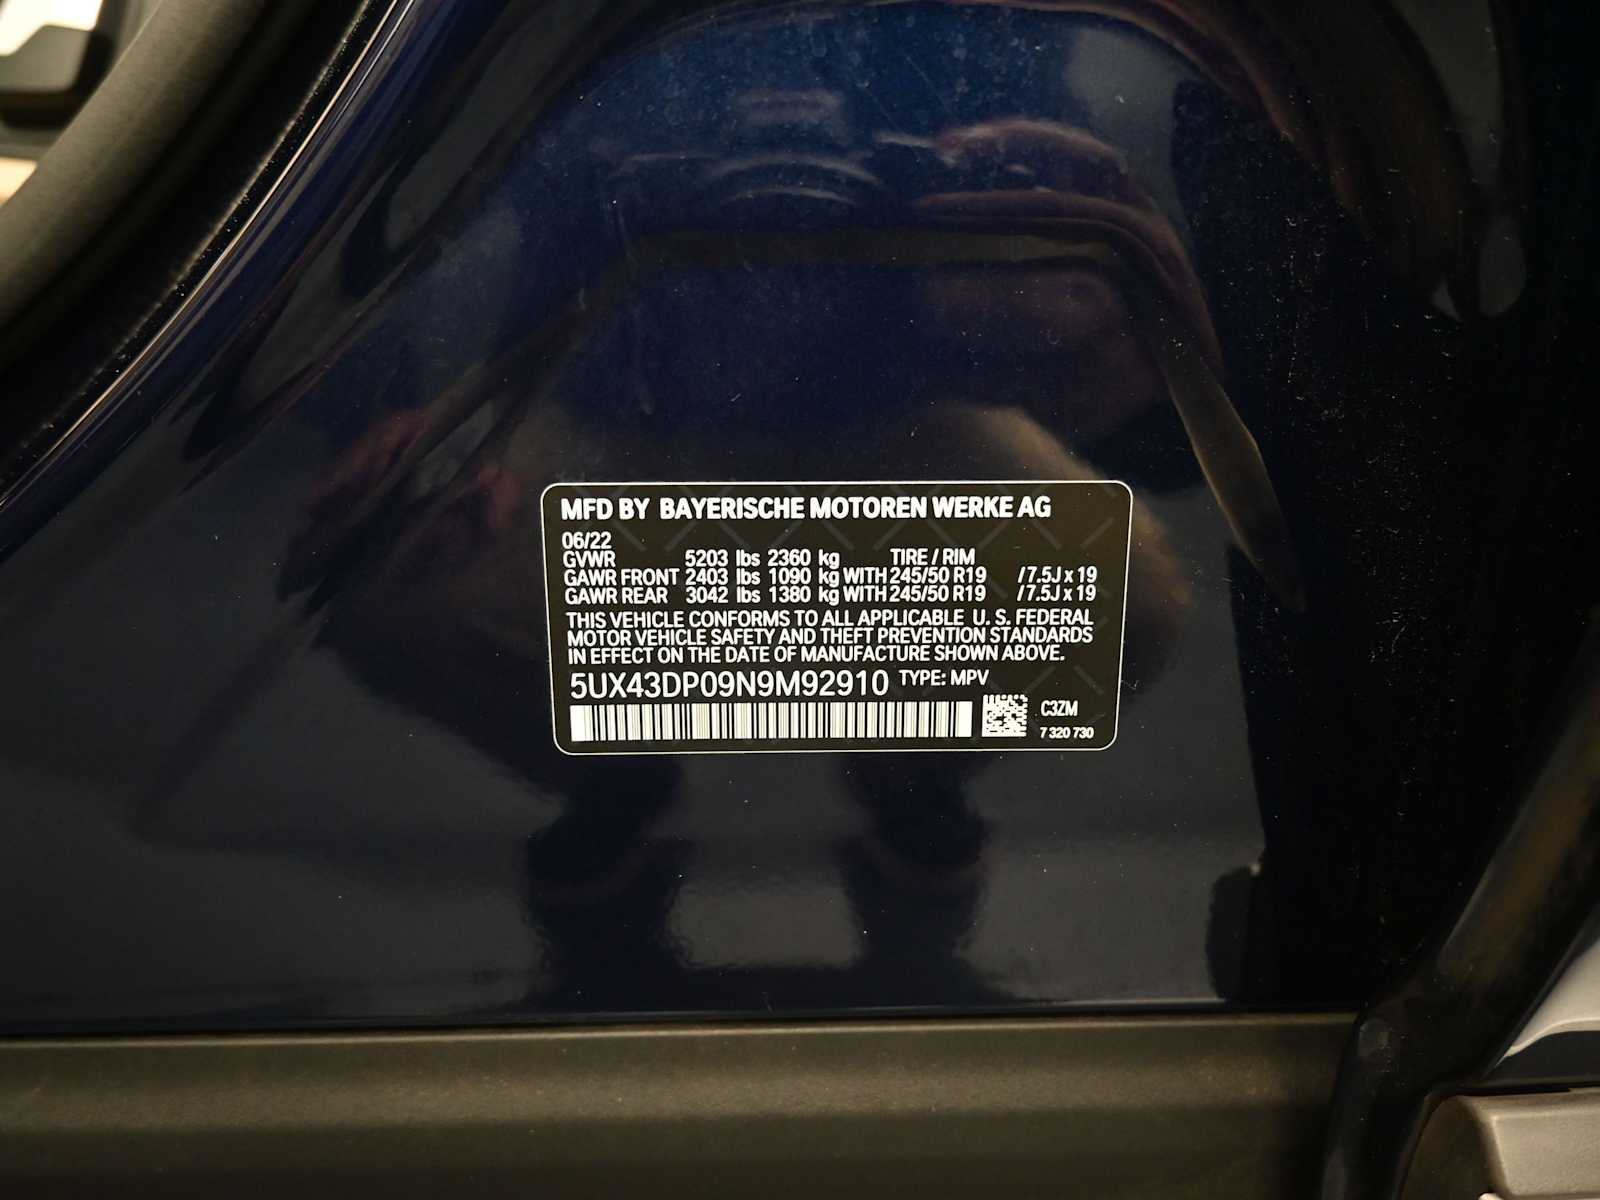 MFD BY BAYERISCHE MOTOREN WERKE AG
06/22
GVWR 5203 lbs 2360 kg TIRE / RIM
GAWR FRONT 2403 lbs 1090 kg WITH 245/50 R19 /7.5J x 19
GAWR REAR 3042 lbs 1380 kg WITH 245/50 R19 /7.5J x 19
THIS VEHICLE CONFORMS TO ALL APPLICABLE U. S. FEDERAL
MOTOR VEHICLE SAFETY AND THEFT PREVENTION STANDARDS
IN EFFECT ON THE DATE OF MANUFACTURE SHOWN ABOVE.
5UX43DP09N9M92910 TYPE: MPV
C3ZM
7 320 730